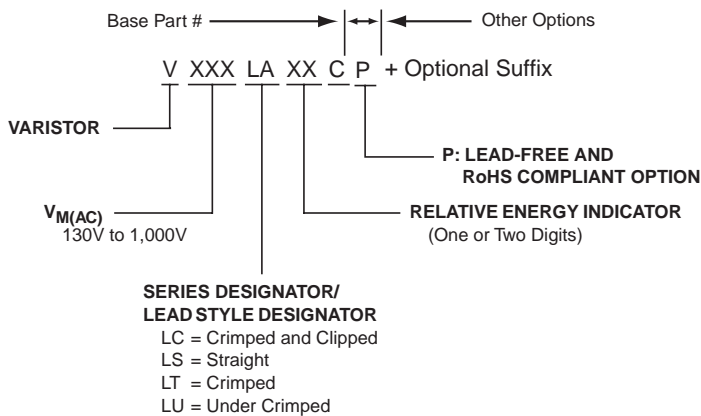 Base Part #
Other Options
V XXX LA XX C P + Optional Suffix
VARISTOR
P: LEAD-FREE AND
RoHS COMPLIANT OPTION
VM(AC)
130V to 1,000V
RELATIVE ENERGY INDICATOR
(One or Two Digits)
SERIES DESIGNATOR/
LEAD STYLE DESIGNATOR
LC = Crimped and Clipped
LS = Straight
LT = Crimped
LU = Under Crimped